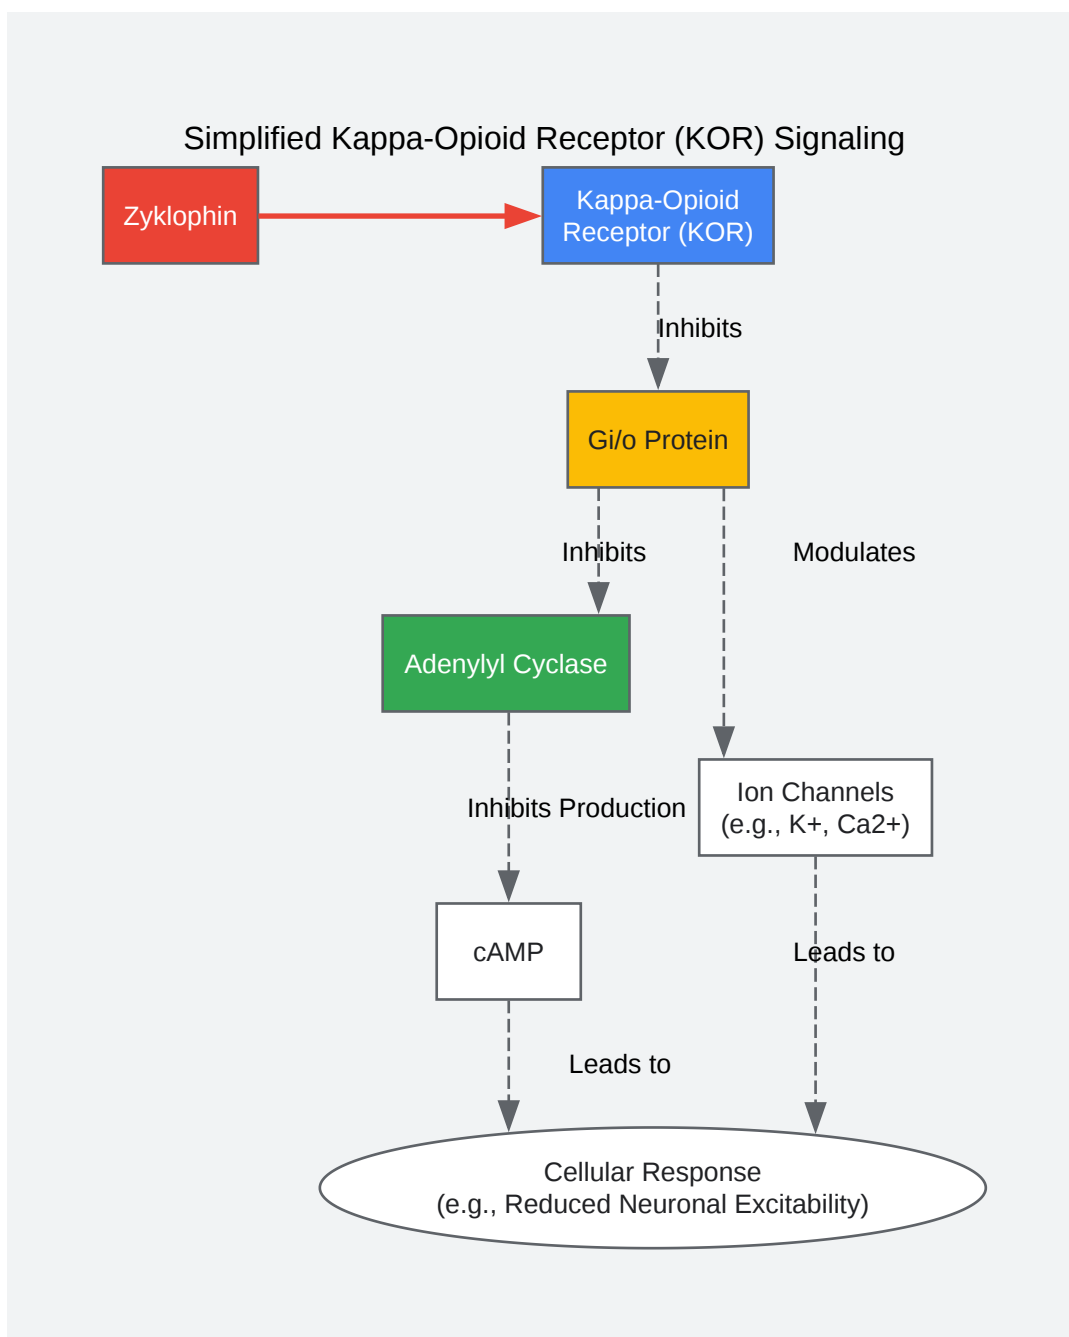 Simplified Kappa-Opioid Receptor (KOR) Signaling
Zyklophin
Kappa-Opioid
Receptor (KOR)
Inhibits
Gi/o Protein
Inhibits
Modulates
Adenylyl Cyclase
Ion Channels
(e.g., K+, Ca2+)
Inhibits Production
cAMP
Leads to
Leads to
Cellular Response
(e.g., Reduced Neuronal Excitability)